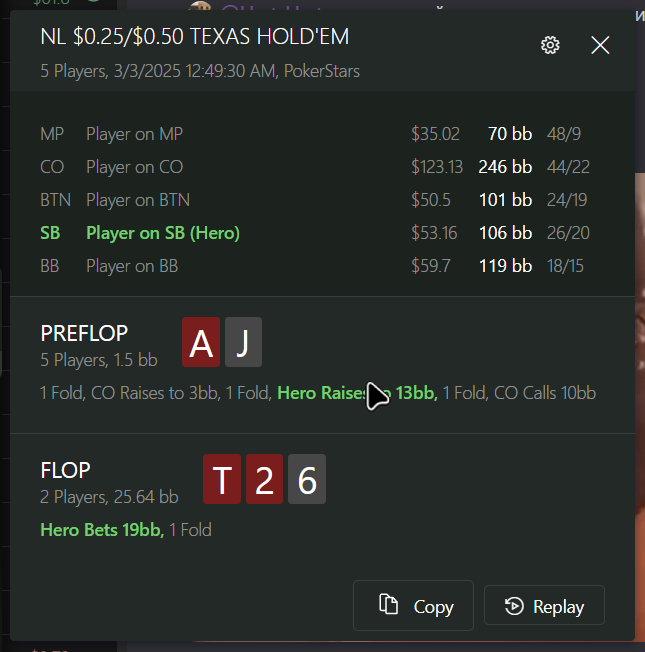 NL $0.25/$0.50 TEXAS HOLD'EM
5 Players, 3/3/2025 12:49:30 AM, PokerStars
MP Player on MP $35.02 70 bb 48/9
CO Player on CO $123.13 246 bb 44/22
BTN Player on BTN $50.5 101 bb 24/19
SB Player on SB (Hero) $53.16 106 bb 26/20
BB Player on BB $59.7 119 bb 18/15
PREFLOP A J
5 Players, 1.5 bb
1 Fold, CO Raises to 3bb, 1 Fold, Hero Raises to 13bb, 1 Fold, CO Calls 10bb
FLOP T 2 6
2 Players, 25.64 bb
Hero Bets 19bb, 1 Fold
Copy Replay